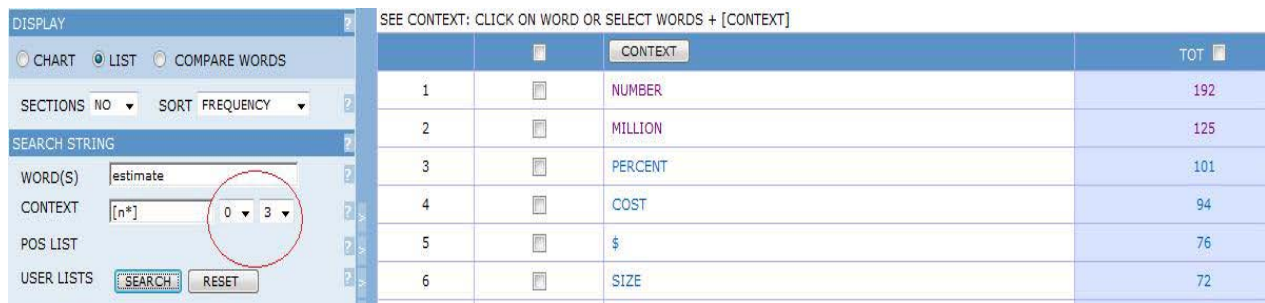 DISPLAY ?
CHART LIST COMPARE WORDS
SECTIONS NO SORT FREQUENCY ?
SEARCH STRING ?
WORD(S) estimate ?
CONTEXT [n*] 0 3 ? >
POS LIST ? >
USER LISTS SEARCH RESET ? >
SEE CONTEXT: CLICK ON WORD OR SELECT WORDS + [CONTEXT]
CONTEXT TOT
1 NUMBER 192
2 MILLION 125
3 PERCENT 101
4 COST 94
5 $ 76
6 SIZE 72